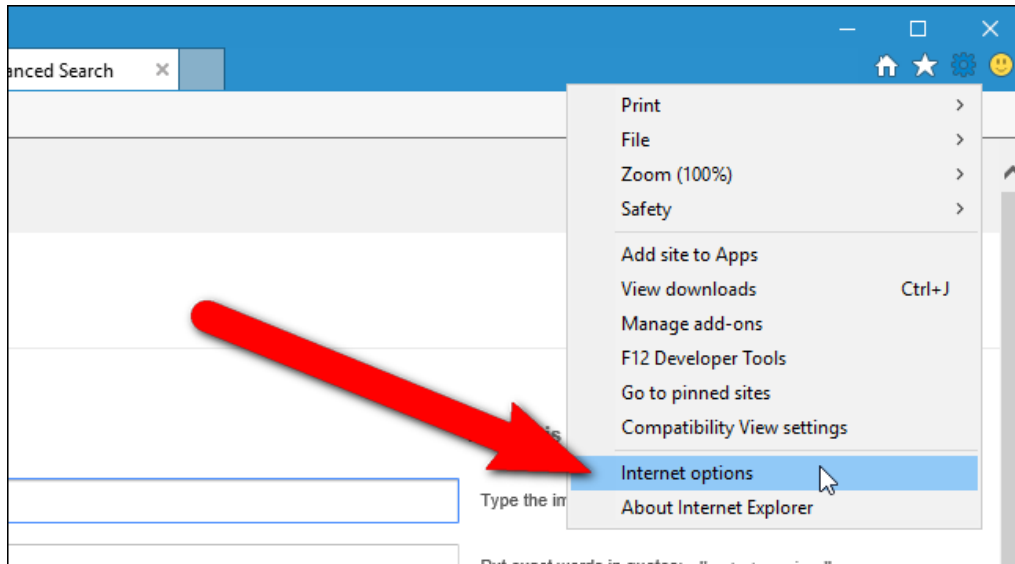 anced Search
Print
File
Zoom (100%)
Safety
Add site to Apps
View downloads Ctrl+J
Manage add-ons
F12 Developer Tools
Go to pinned sites
Compatibility View settings
Internet options
About Internet Explorer
Type the im